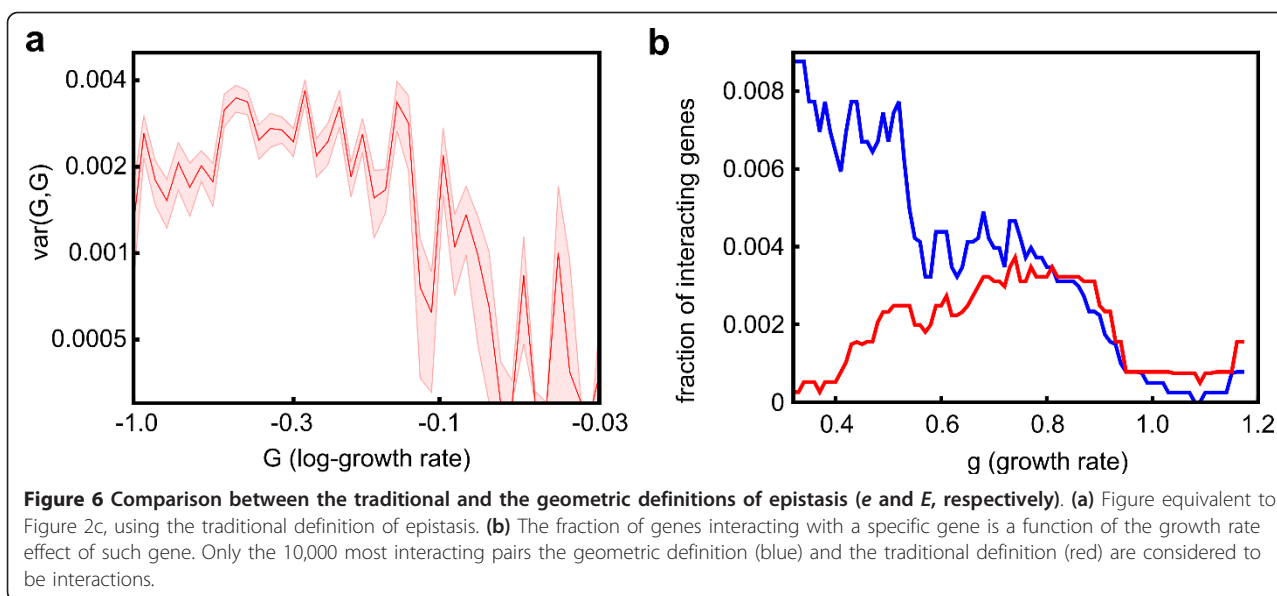 a
0.004
0.002
0.001
0.0005
var(G,G)
-1.0
-0.3
-0.1
-0.03
G (log-growth rate)
b
0.008
0.006
0.004
0.002
0
fraction of interacting genes
0.4
0.6
0.8
1.0
1.2
g (growth rate)
Figure 6 Comparison between the traditional and the geometric definitions of epistasis (e and E, respectively). (a) Figure equivalent to
Figure 2c, using the traditional definition of epistasis. (b) The fraction of genes interacting with a specific gene is a function of the growth rate
effect of such gene. Only the 10,000 most interacting pairs the geometric definition (blue) and the traditional definition (red) are considered to
be interactions.